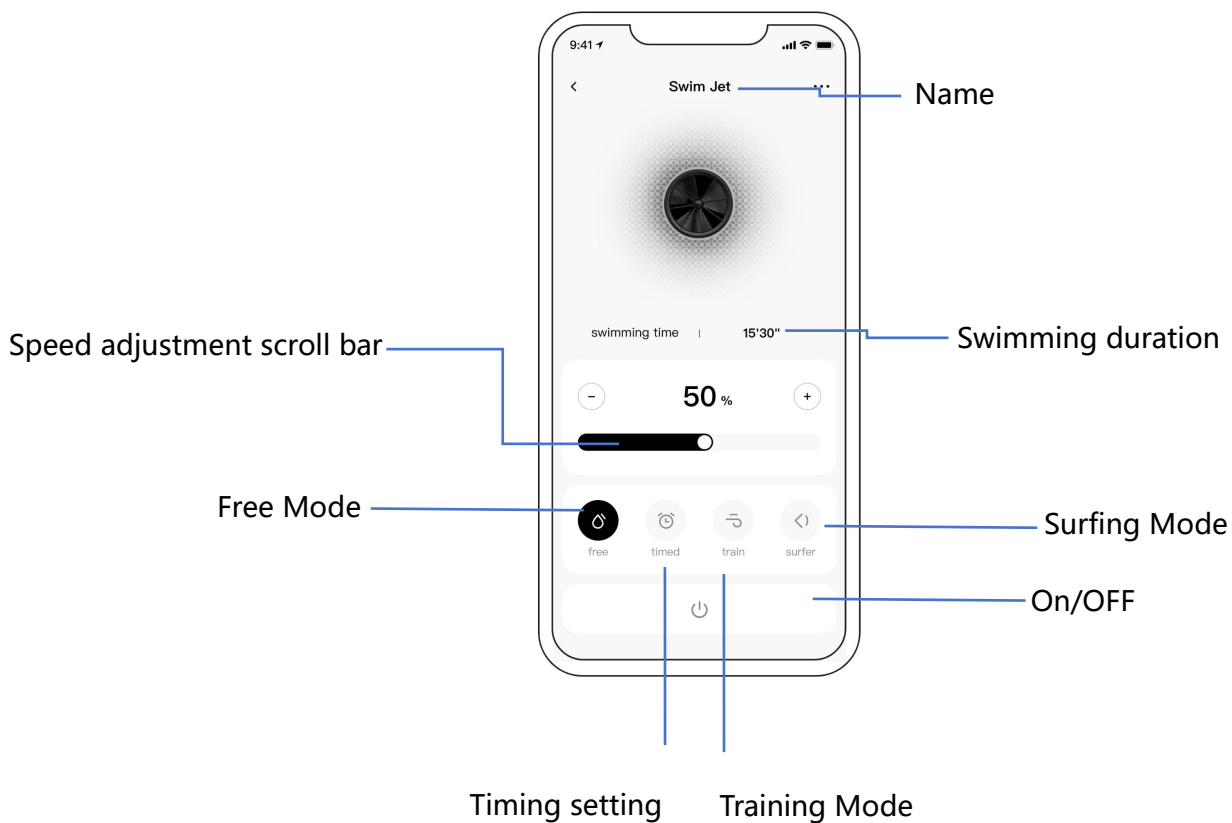 9:41
Swim Jet
...
Name
swimming time | 15'30"
Swimming duration
Speed adjustment scroll bar
- 50 % +
Free Mode
Surfing Mode
free timed train surfer
On/OFF
Timing setting Training Mode